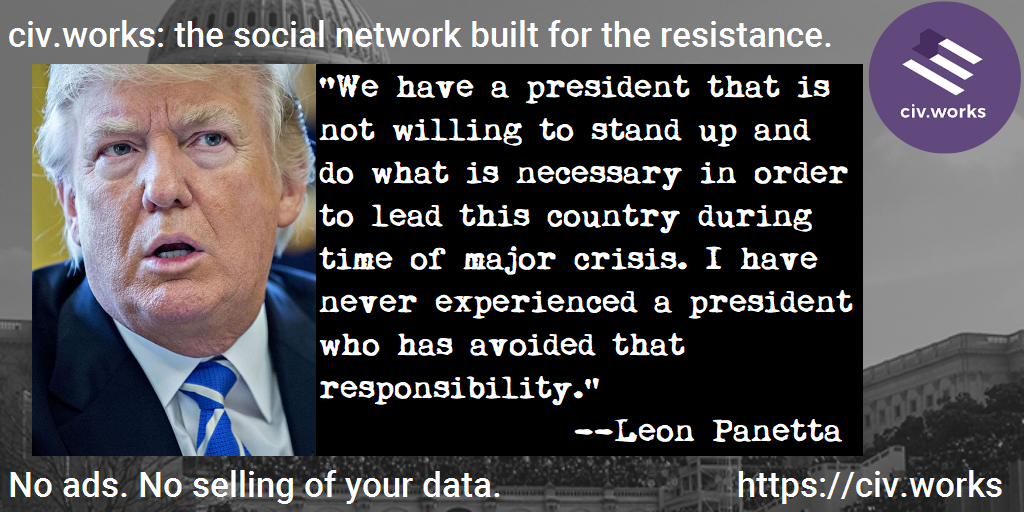 civ.works: the social network built for the resistance.
civ.works
"We have a president that is
not willing to stand up and
do what is necessary in order
to lead this country during
time of major crisis. I have
never experienced a president
who has avoided that
responsibility."
--Leon Panetta
No ads. No selling of your data.
https://civ.works